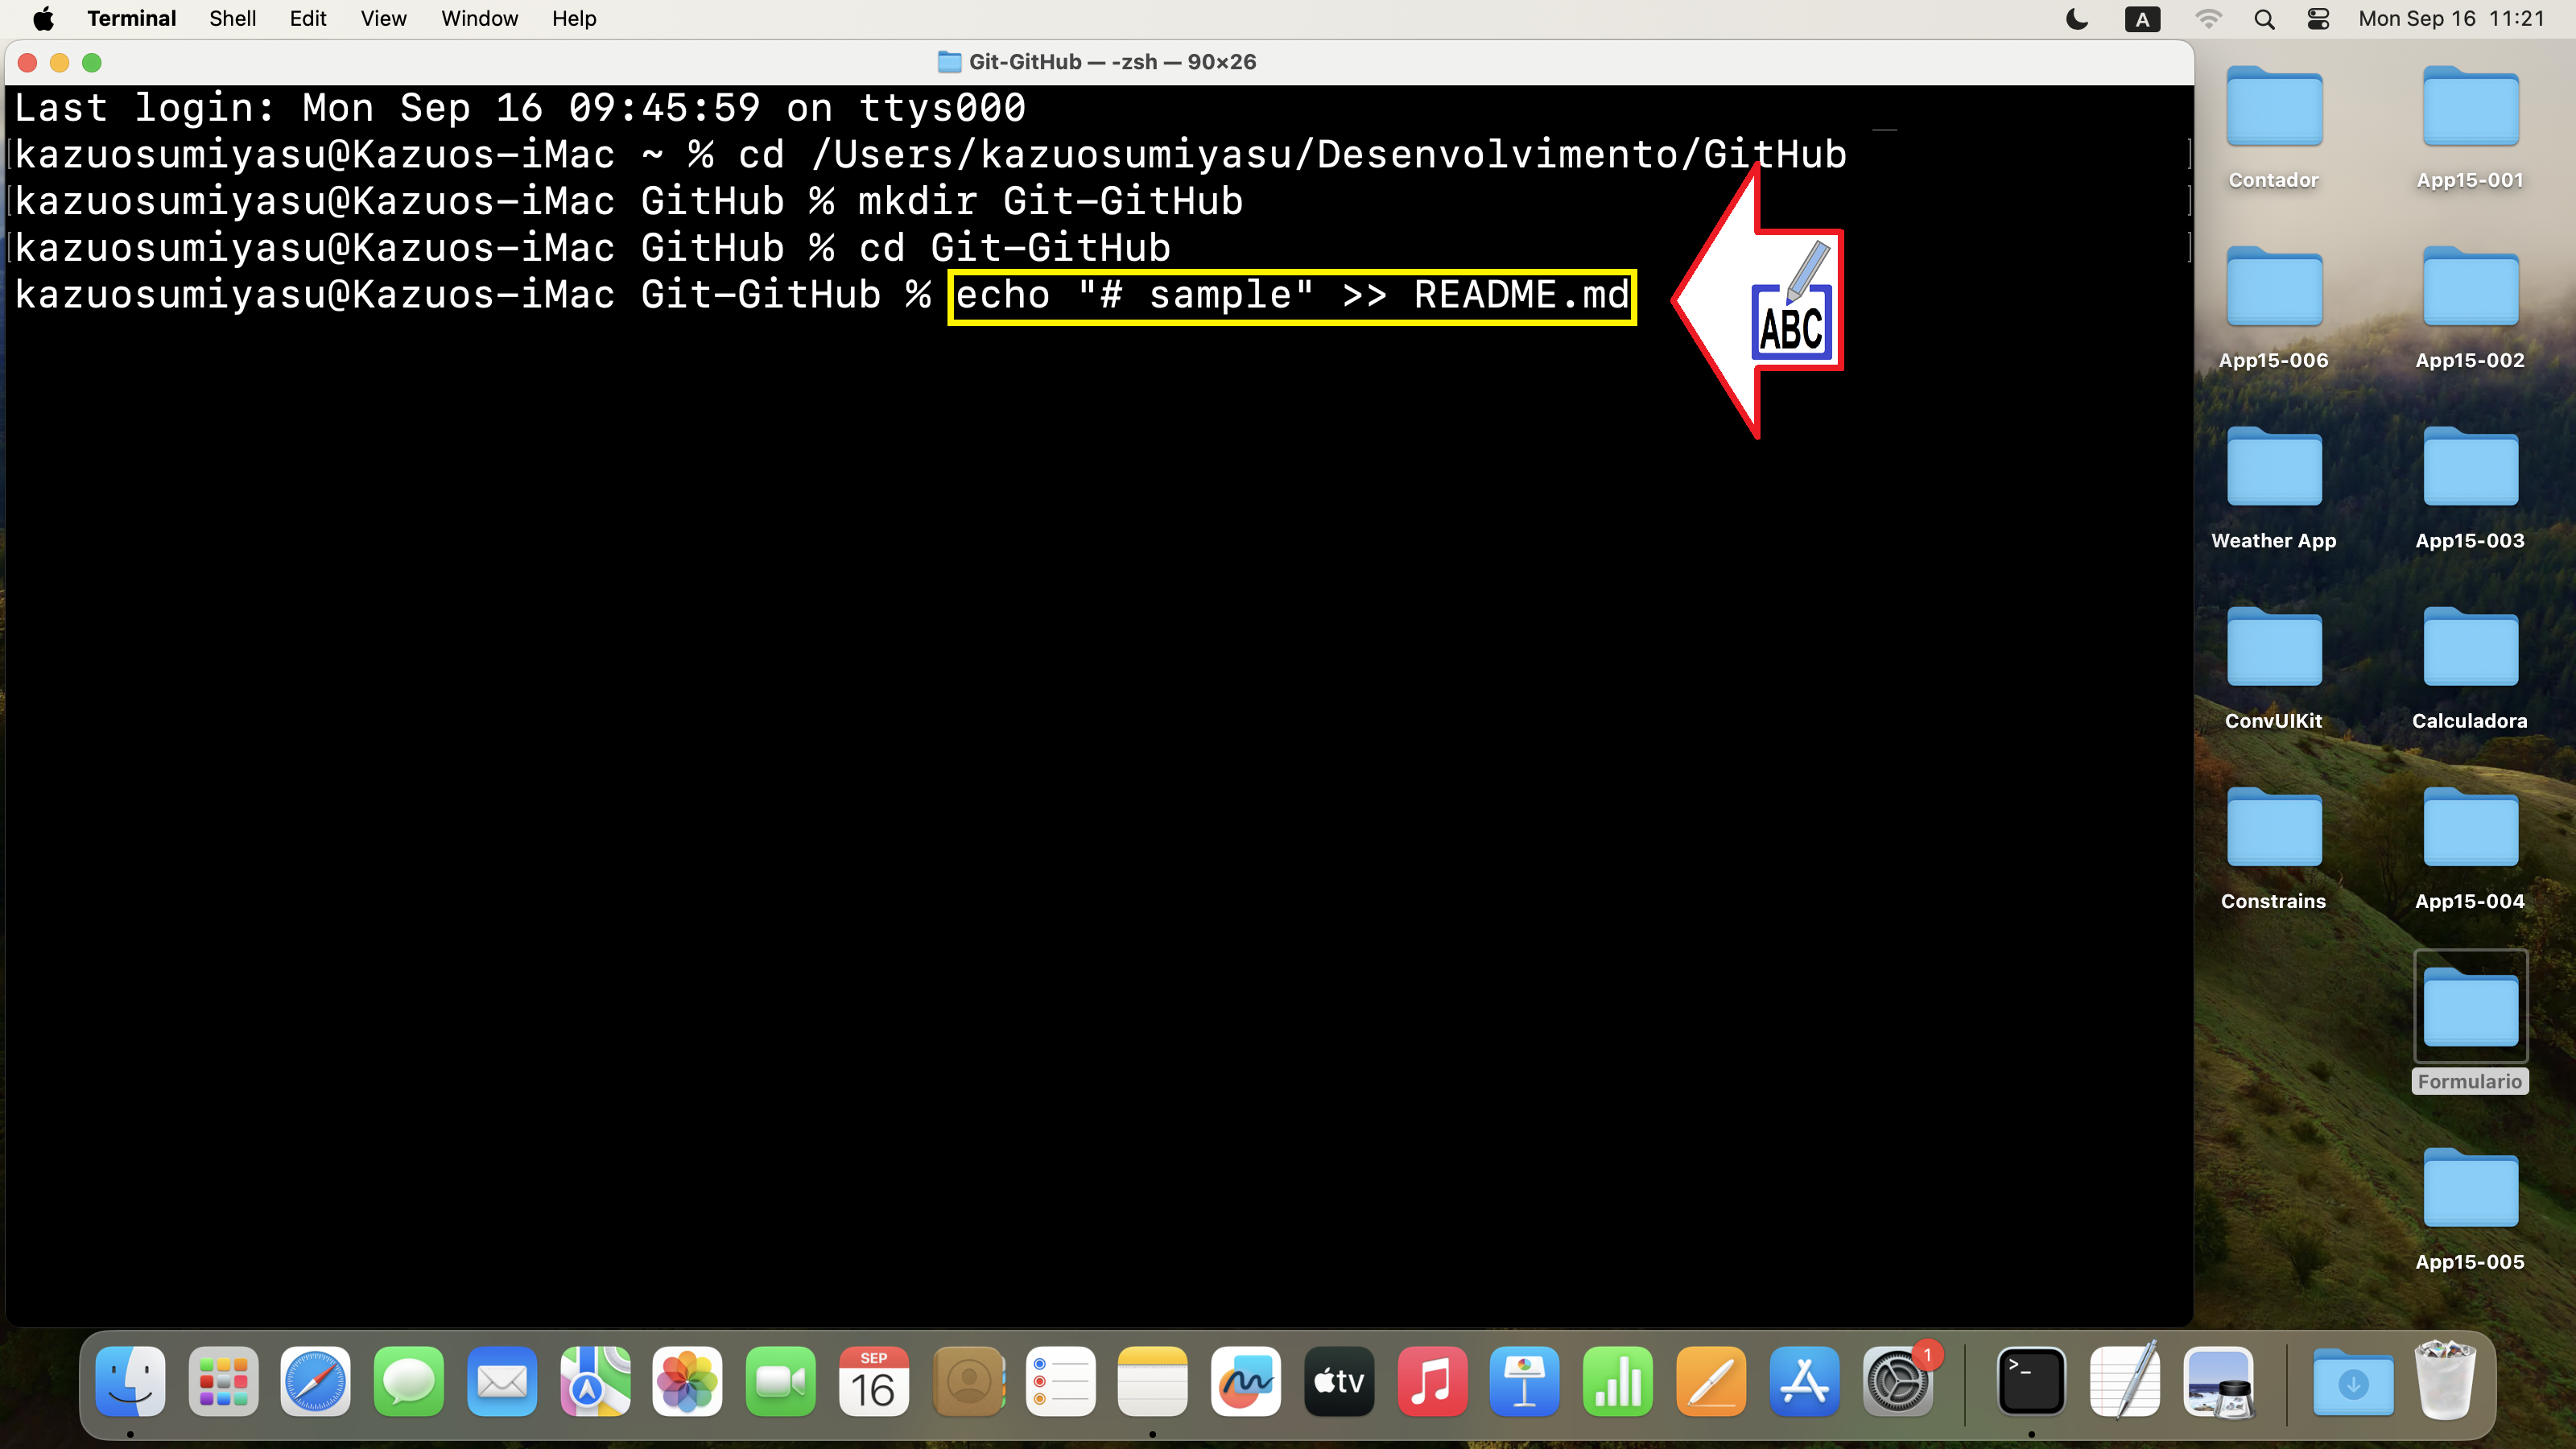 Terminal Shell Edit View Window Help A Mon Sep 16 11:21
Git-GitHub — -zsh — 90×26
Last login: Mon Sep 16 09:45:59 on ttys000
kazuosumiyasu@Kazuos-iMac ~ % cd /Users/kazuosumiyasu/Desenvolvimento/GitHub
kazuosumiyasu@Kazuos-iMac GitHub % mkdir Git-GitHub
kazuosumiyasu@Kazuos-iMac GitHub % cd Git-GitHub
kazuosumiyasu@Kazuos-iMac Git-GitHub % echo "# sample" >> README.md
ABC
Contador App15-001
App15-006 App15-002
Weather App App15-003
ConvUIKit Calculadora
Constrains App15-004
Formulario
App15-005
SEP
16
tv
1
>_